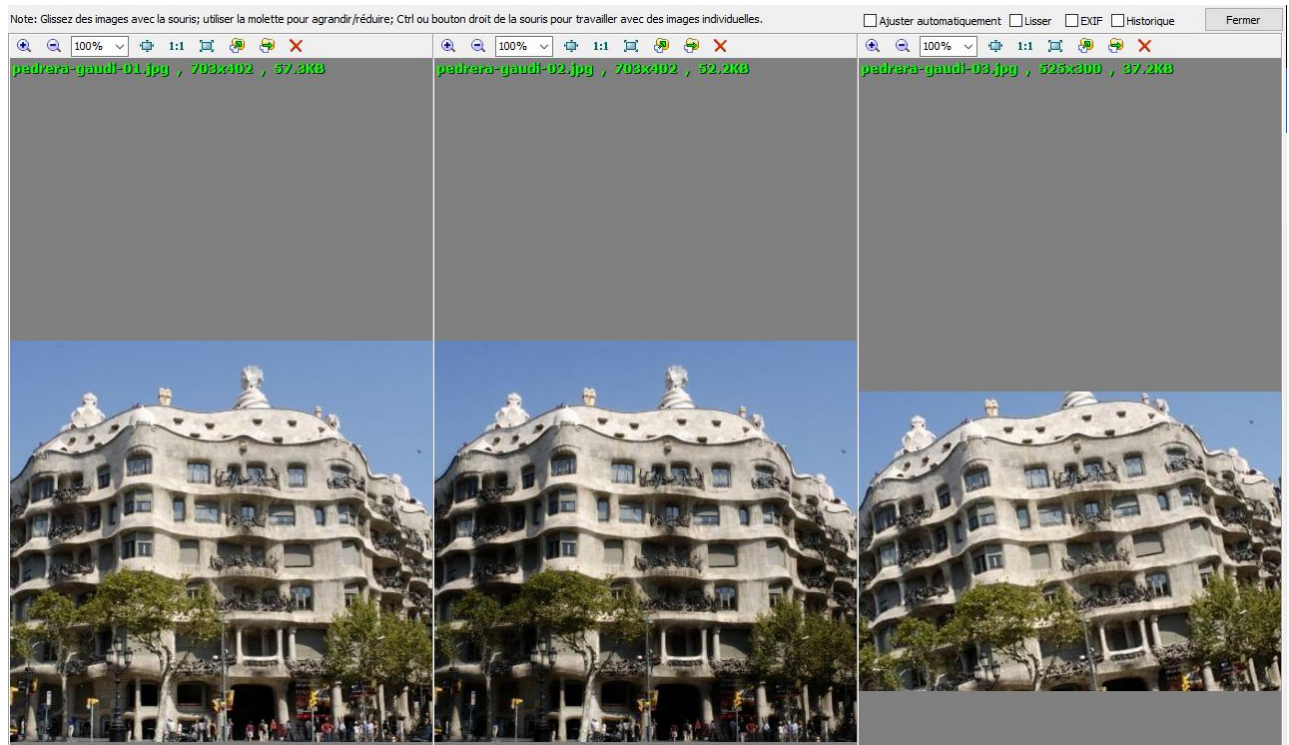 Note: Glissez des images avec la souris; utiliser la molette pour agrandir/réduire; Ctrl ou bouton droit de la souris pour travailler avec des images individuelles.
Ajuster automatiquement Lisser EXIF Historique Fermer
100% 1:1 100% 1:1 100% 1:1
pedrera-gaudi-01.jpg , 703x402 , 57.3KB
pedrera-gaudi-02.jpg , 703x402 , 52.2KB
pedrera-gaudi-03.jpg , 525x300 , 37.2KB